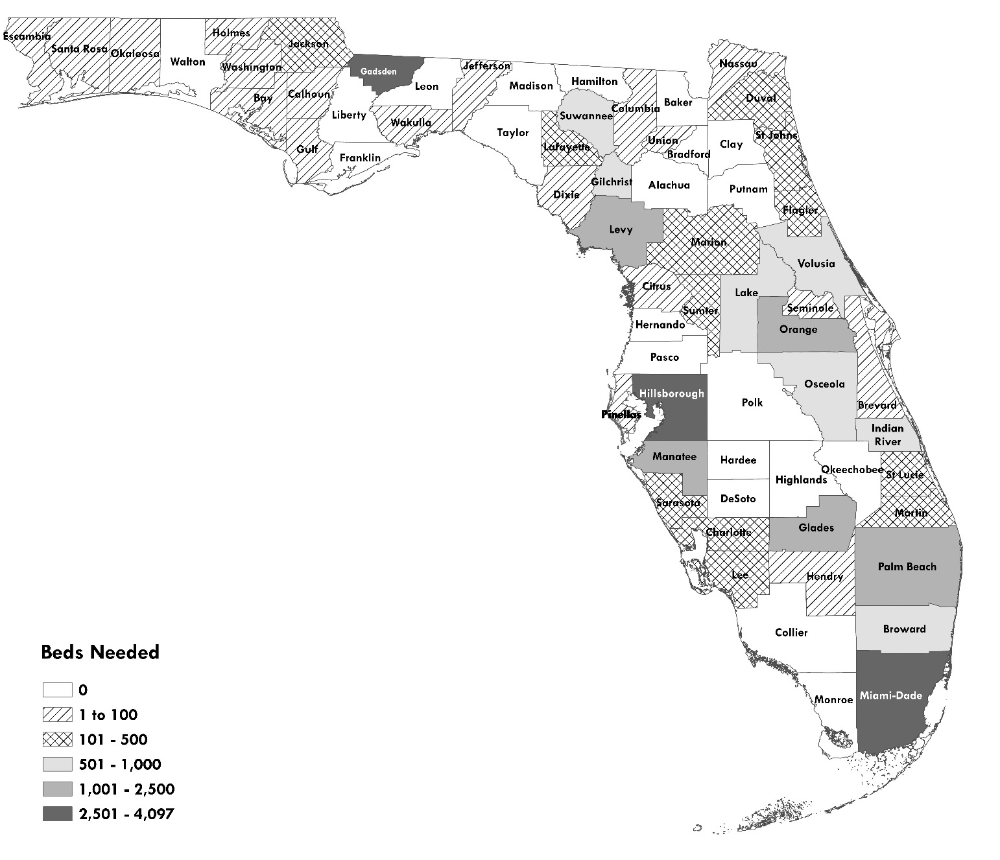 Escambia
Santa Rosa
Okaloosa
Walton
Holmes
Washington
Jackson
Bay
Calhoun
Gulf
Gadsden
Liberty
Franklin
Leon
Wakulla
Jefferson
Madison
Taylor
Hamilton
Suwannee
Lafayette
Dixie
Columbia
Gilchrist
Levy
Baker
Union
Bradford
Alachua
Nassau
Duval
Clay
St Johns
Putnam
Flagler
Marion
Volusia
Citrus
Sumter
Lake
Seminole
Orange
Hernando
Pasco
Hillsborough
Pinellas
Polk
Osceola
Brevard
Indian
River
Manatee
Hardee
Highlands
Okeechobee
St Lucie
Sarasota
DeSoto
Martin
Charlotte
Glades
Lee
Hendry
Palm Beach
Collier
Broward
Monroe
Miami-Dade
Beds Needed
0
1 to 100
101 - 500
501 - 1,000
1,001 - 2,500
2,501 - 4,097